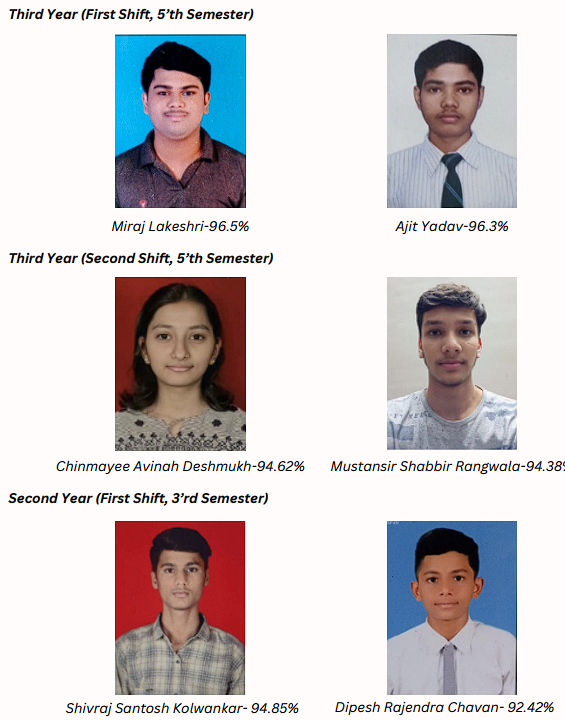 Third Year (First Shift, 5’th Semester)
Miraj Lakeshri-96.5%
Ajit Yadav-96.3%
Third Year (Second Shift, 5’th Semester)
Chinmayee Avinah Deshmukh-94.62%
Mustansir Shabbir Rangwala-94.38%
Second Year (First Shift, 3’rd Semester)
Shivraj Santosh Kolwankar- 94.85%
Dipesh Rajendra Chavan- 92.42%